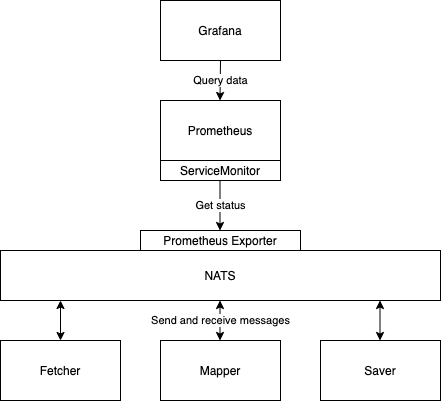 Grafana
Query data
Prometheus
ServiceMonitor
Get status
Prometheus Exporter
NATS
Send and receive messages
Fetcher
Mapper
Saver